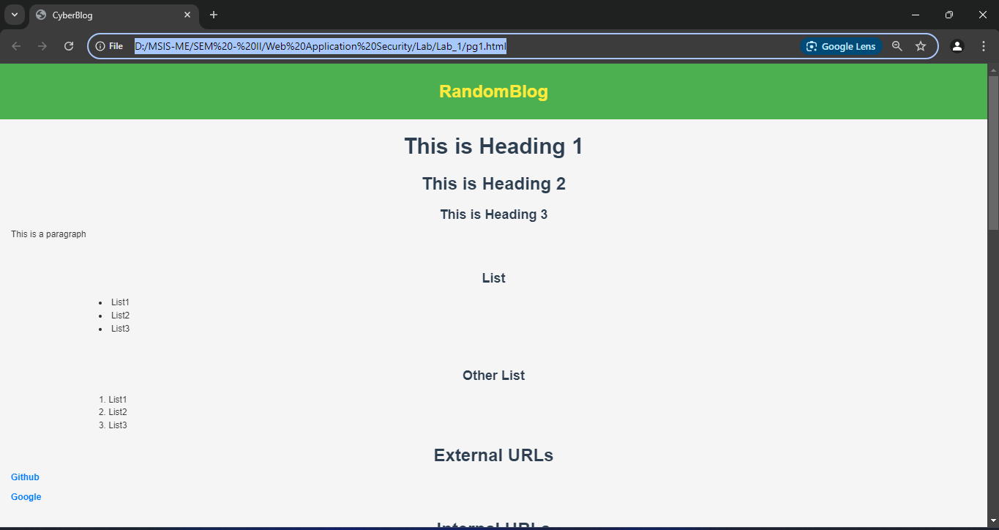 CyberBlog
File D:/MSIS-ME/SEM%20-%20II/Web%20Application%20Security/Lab/Lab_1/pg1.html Google Lens
RandomBlog
This is Heading 1
This is Heading 2
This is Heading 3
This is a paragraph
List
• List1
• List2
• List3
Other List
1. List1
2. List2
3. List3
External URLs
Github
Google
Internal URLs